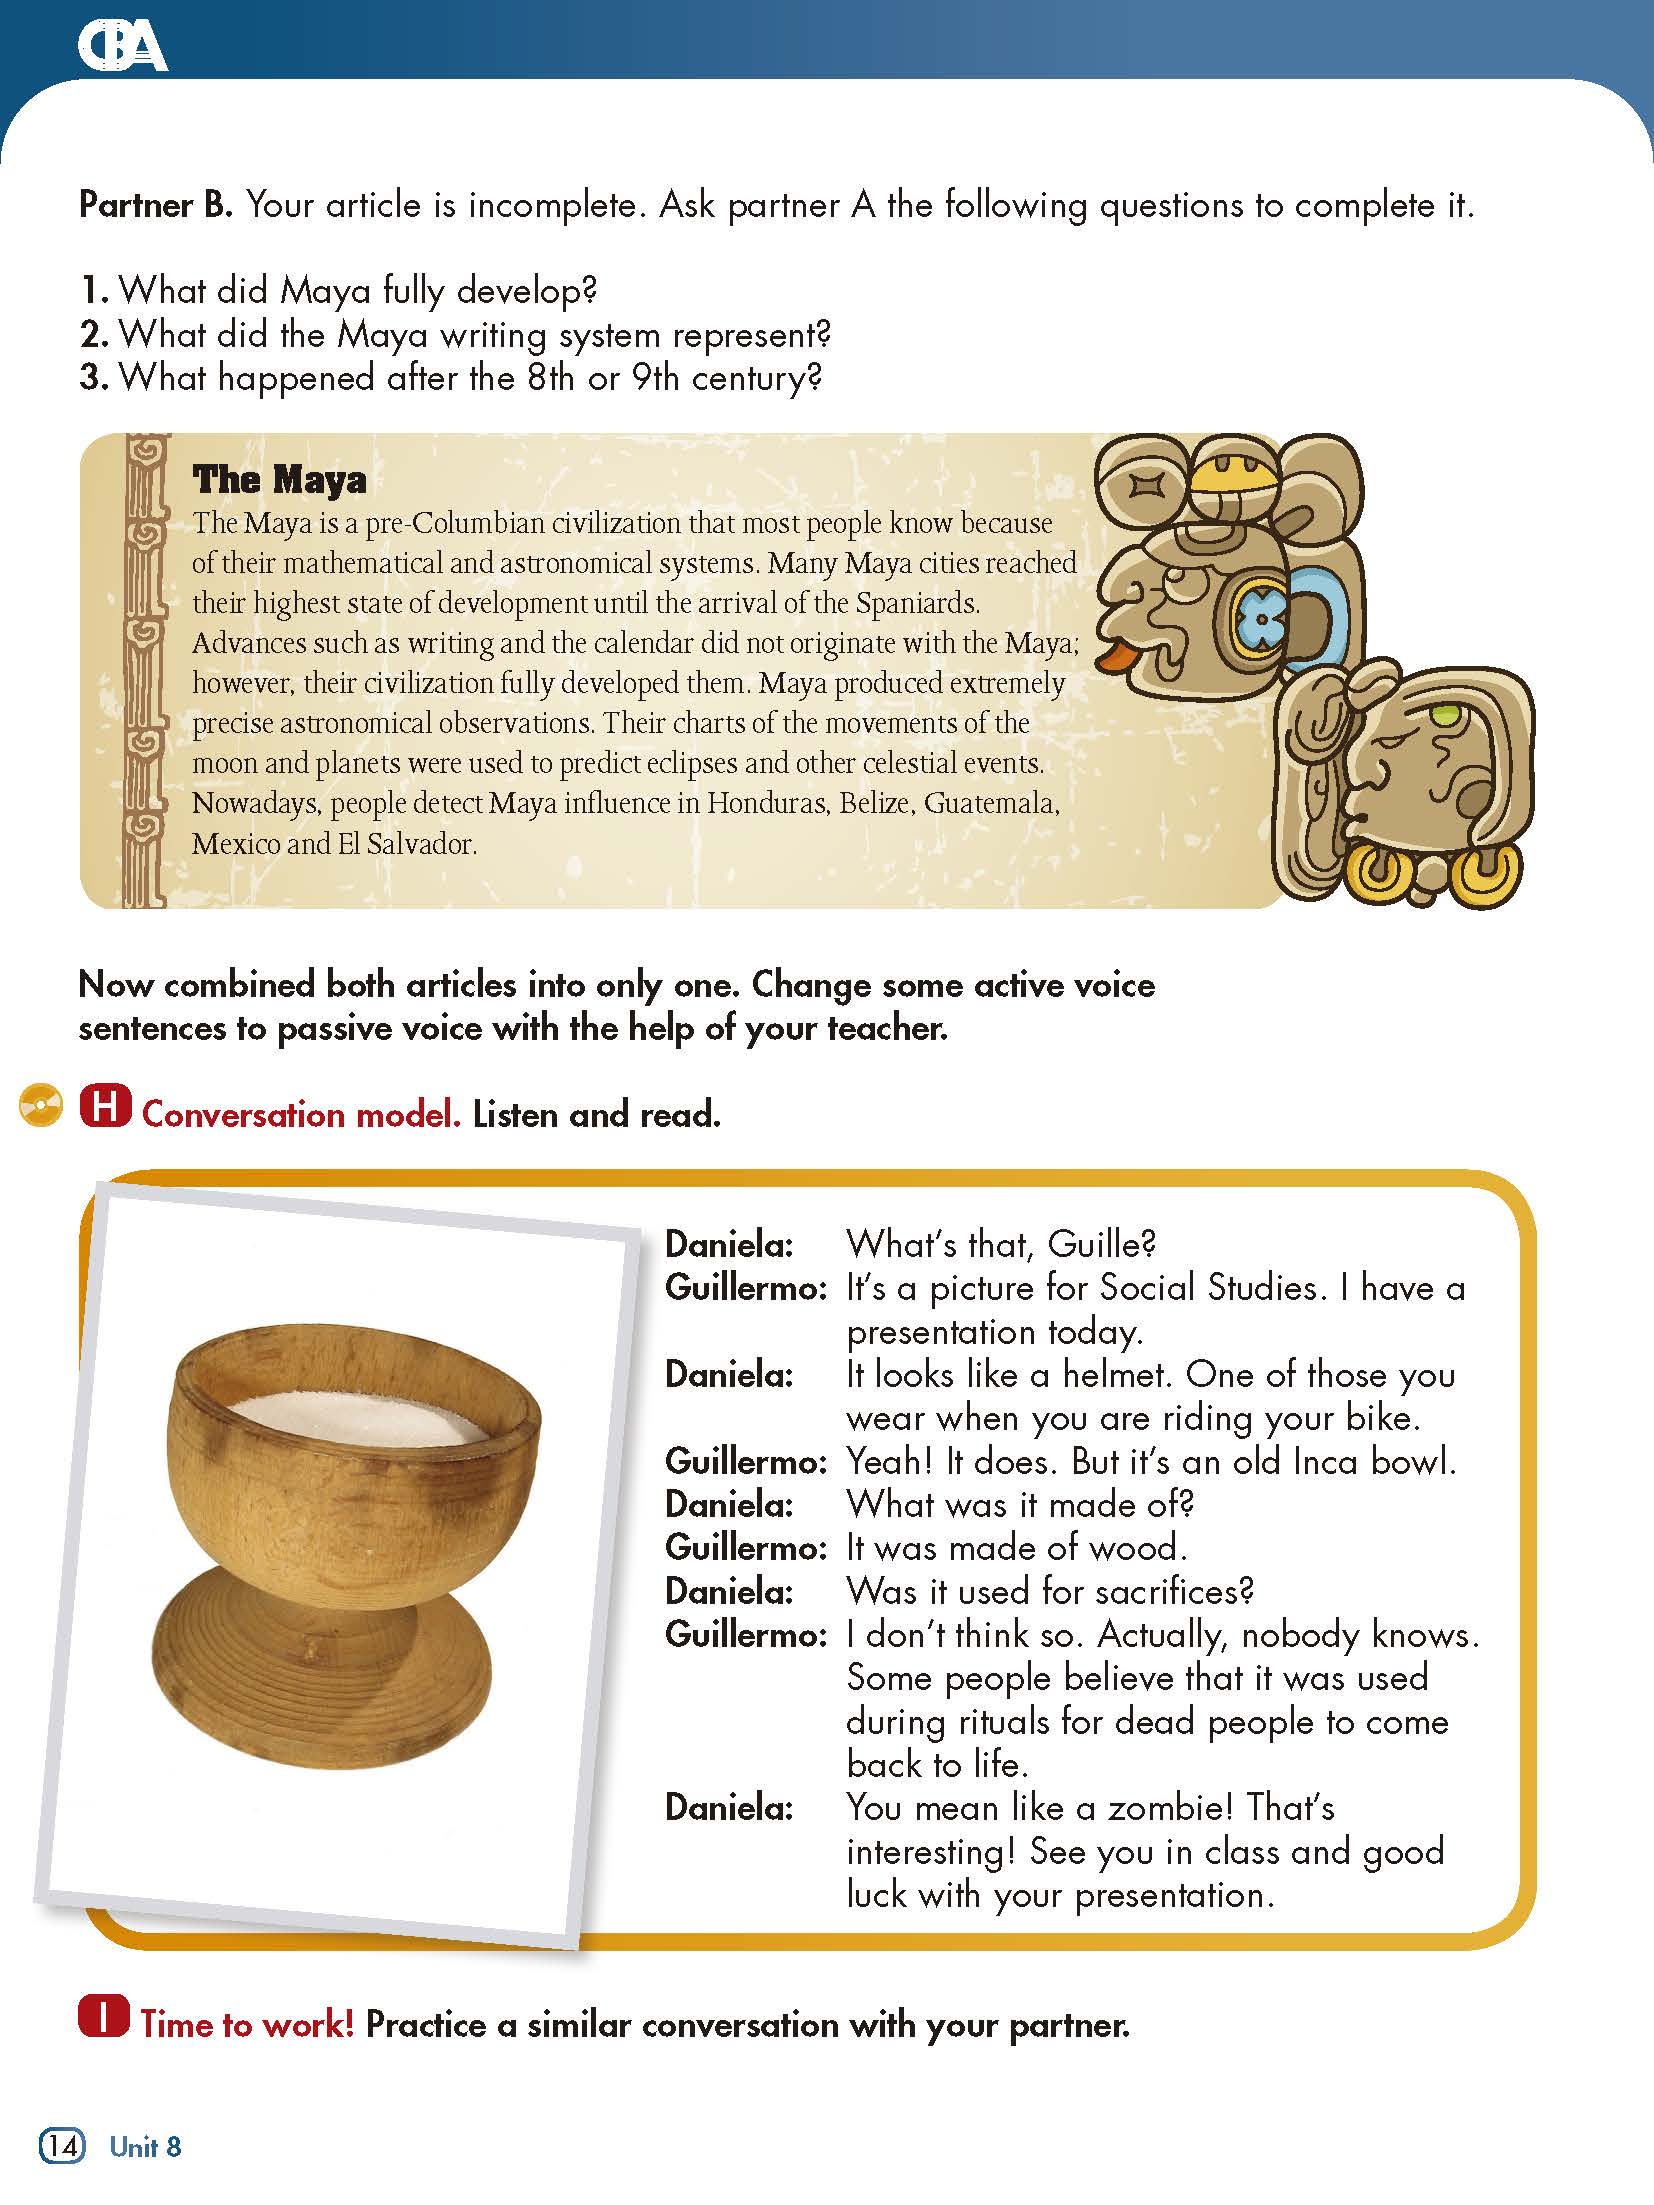 CBA
Partner B. Your article is incomplete. Ask partner A the following questions to complete it.
1. What did Maya fully develop?
2. What did the Maya writing system represent?
3. What happened after the 8th or 9th century?
The Maya
The Maya is a pre-Columbian civilization that most people know because
of their mathematical and astronomical systems. Many Maya cities reached
their highest state of development until the arrival of the Spaniards.
Advances such as writing and the calendar did not originate with the Maya;
however, their civilization fully developed them. Maya produced extremely
precise astronomical observations. Their charts of the movements of the
moon and planets were used to predict eclipses and other celestial events.
Nowadays, people detect Maya influence in Honduras, Belize, Guatemala,
Mexico and El Salvador.
Now combined both articles into only one. Change some active voice
sentences to passive voice with the help of your teacher.
H Conversation model. Listen and read.
Daniela: What's that, Guille?
Guillermo: It's a picture for Social Studies. I have a
presentation today.
Daniela: It looks like a helmet. One of those you
wear when you are riding your bike.
Guillermo: Yeah! It does. But it's an old Inca bowl.
Daniela: What was it made of?
Guillermo: It was made of wood.
Daniela: Was it used for sacrifices?
Guillermo: I don't think so. Actually, nobody knows.
Some people believe that it was used
during rituals for dead people to come
back to life.
Daniela: You mean like a zombie! That's
interesting! See you in class and good
luck with your presentation.
I Time to work! Practice a similar conversation with your partner.
14 Unit 8